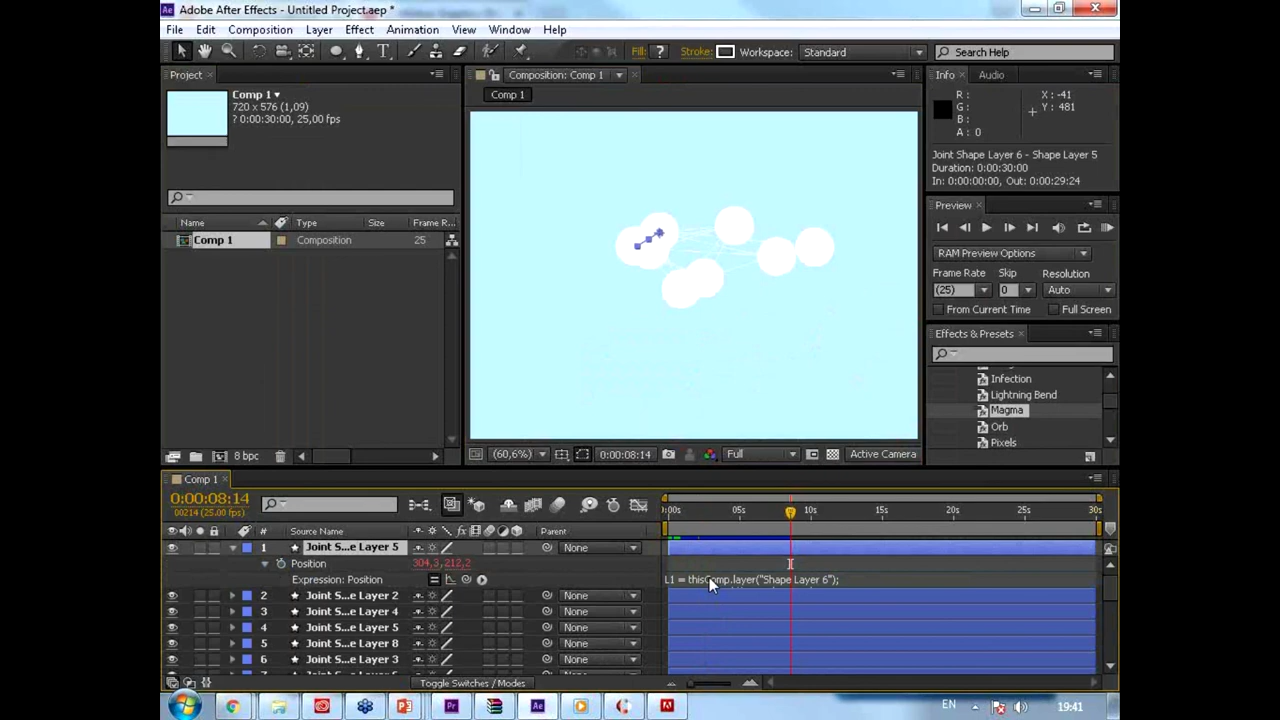 Adobe After Effects - Untitled Project.aep *
File Edit Composition Layer Effect Animation View Window Help
Fill: ? Stroke: Workspace: Standard Search Help
Project
Composition: Comp 1
Info Audio
Comp 1
Comp 1
720 x 576 (1,09)
? 0:00:30:00, 25,00 fps
R :
G :
B :
A : 0
X : -41
Y : 481
Joint Shape Layer 6 - Shape Layer 5
Duration: 0:00:30:00
In: 0:00:00:00, Out: 0:00:29:24
Preview
RAM Preview Options
Frame Rate Skip Resolution
(25) 0 Auto
From Current Time Full Screen
Name Type Size Frame R...
Comp 1 Composition 25
Effects & Presets
Infection
Lightning Bend
Magma
Orb
Pixels
8 bpc
(60,6%) 0:00:08:14 Full Active Camera
Comp 1
0:00:08:14
00214 (25.00 fps)
:00s 05s 10s 15s 20s 25s 30s
# Source Name Parent
1 Joint S...e Layer 5 None
Position 304,3,212,2
Expression: Position L1 = thisComp.layer("Shape Layer 6");
2 Joint S...e Layer 2 None
3 Joint S...e Layer 4 None
4 Joint S...e Layer 5 None
5 Joint S...e Layer 8 None
6 Joint S...e Layer 3 None
Toggle Switches / Modes
EN 19:41